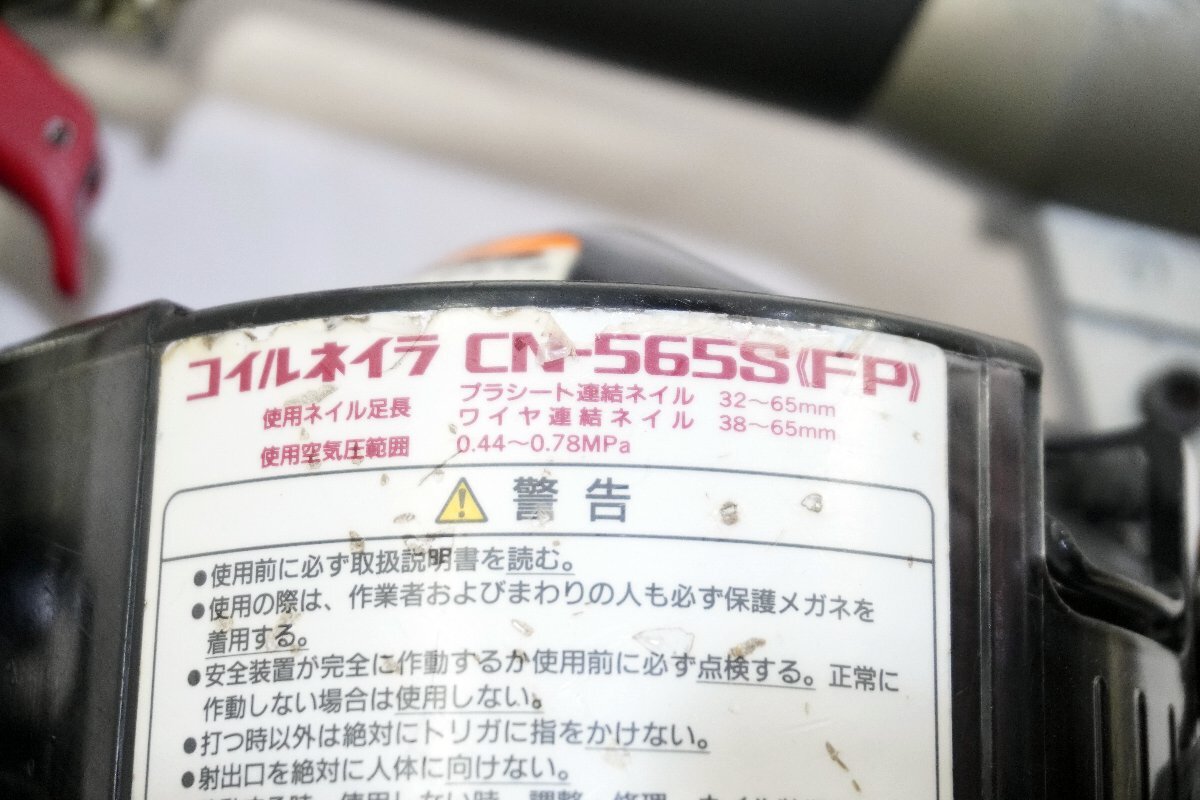 コイルネイラ CN-565S《FP》
使用ネイル足長 プラシート連結ネイル 32～65mm
ワイヤ連結ネイル 38～65mm
使用空気圧範囲 0.44～0.78MPa
警告
●使用前に必ず取扱説明書を読む。
●使用の際は、作業者およびまわりの人も必ず保護メガネを
着用する。
●安全装置が完全に作動するか使用前に必ず点検する。正常に
作動しない場合は使用しない。
●打つ時以外は絶対にトリガに指をかけない。
●射出口を絶対に人体に向けない。